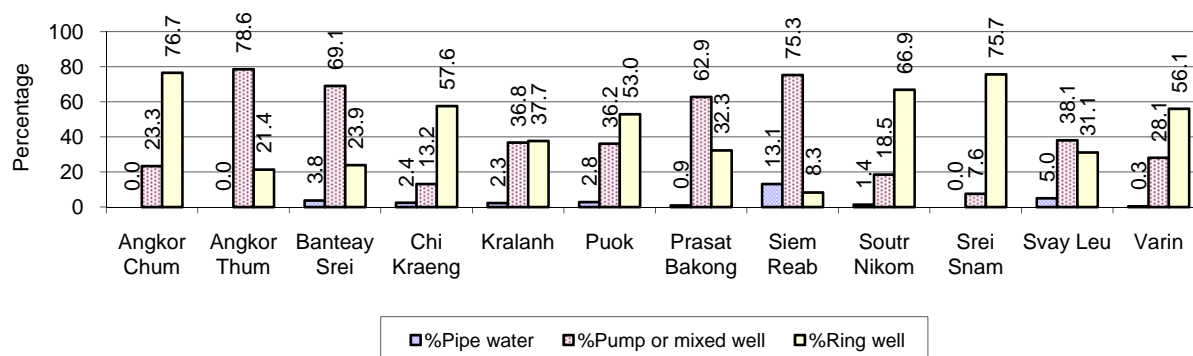 Percentage
100
80
60
40
20
0
0.0 23.3 76.7
0.0 78.6 21.4
3.8 69.1 23.9
2.4 13.2 57.6
2.3 36.8 37.7
2.8 36.2 53.0
0.9 62.9 32.3
13.1 75.3 8.3
1.4 18.5 66.9
0.0 7.6 75.7
5.0 38.1 31.1
0.3 28.1 56.1
Angkor Chum
Angkor Thum
Banteay Srei
Chi Kraeng
Kralanh
Puok
Prasat Bakong
Siem Reab
Soutr Nikom
Srei Snam
Svay Leu
Varin
%Pipe water %Pump or mixed well %Ring well